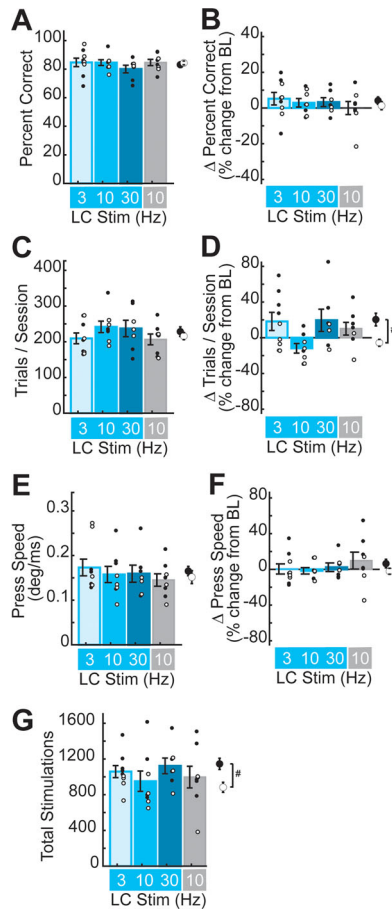 A
Percent Correct
100
80
60
40
20
0
3 10 30 10
LC Stim (Hz)
B
Δ Percent Correct
(% change from BL)
40
0
-40
3 10 30 10
LC Stim (Hz)
C
Trials / Session
400
300
200
100
0
3 10 30 10
LC Stim (Hz)
D
Δ Trials / Session
(% change from BL)
80
40
0
-40
-80
3 10 30 10
LC Stim (Hz)
E
Press Speed
(deg/ms)
0.3
0.2
0.1
0
3 10 30 10
LC Stim (Hz)
F
Δ Press Speed
(% change from BL)
80
40
0
-40
-80
3 10 30 10
LC Stim (Hz)
G
Total Stimulations
1600
1200
800
400
0
#
3 10 30 10
LC Stim (Hz)